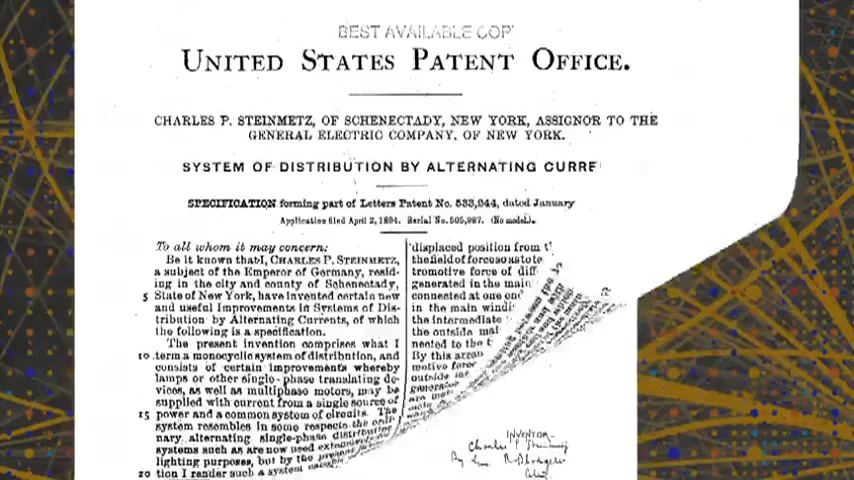 BEST AVAILABLE COP
UNITED STATES PATENT OFFICE.
CHARLES P. STEINMETZ, OF SCHENECTADY, NEW YORK, ASSIGNOR TO THE
GENERAL ELECTRIC COMPANY, OF NEW YORK.
SYSTEM OF DISTRIBUTION BY ALTERNATING CURRE
SPECIFICATION forming part of Letters Patent No. 533,244, dated January
Application filed April 2, 1894. Serial No. 505,987. (No model.)
To all whom it may concern:
Be it known that I, CHARLES P. STEINMETZ,
a subject of the Emperor of Germany, resid-
ing in the city and county of Schenectady,
5 State of New York, have invented certain new
and useful Improvements in Systems of Dis-
tribution by Alternating Currents, of which
the following is a specification.
The present invention comprises what I
10 term a monocyclic system of distribution, and
consists of certain improvements whereby
lamps or other single-phase translating de-
vices, as well as multiphase motors, may be
supplied with current from a single source of
15 power and a common system of circuits. The
system resembles in some respects the ordi-
nary alternating single-phase distribution
systems such as are now used extensively
lighting purposes, but by the present
20 tion I render such a system
displaced position from t
the field of force so as to te
tromotive force of diff
generated in the main
connected at one end
in the main windi
the intermediate
the outside mai
nected to the t
By this arran
motive force
outside
generator
are
INVENTOR
Charles P Steinmetz
By